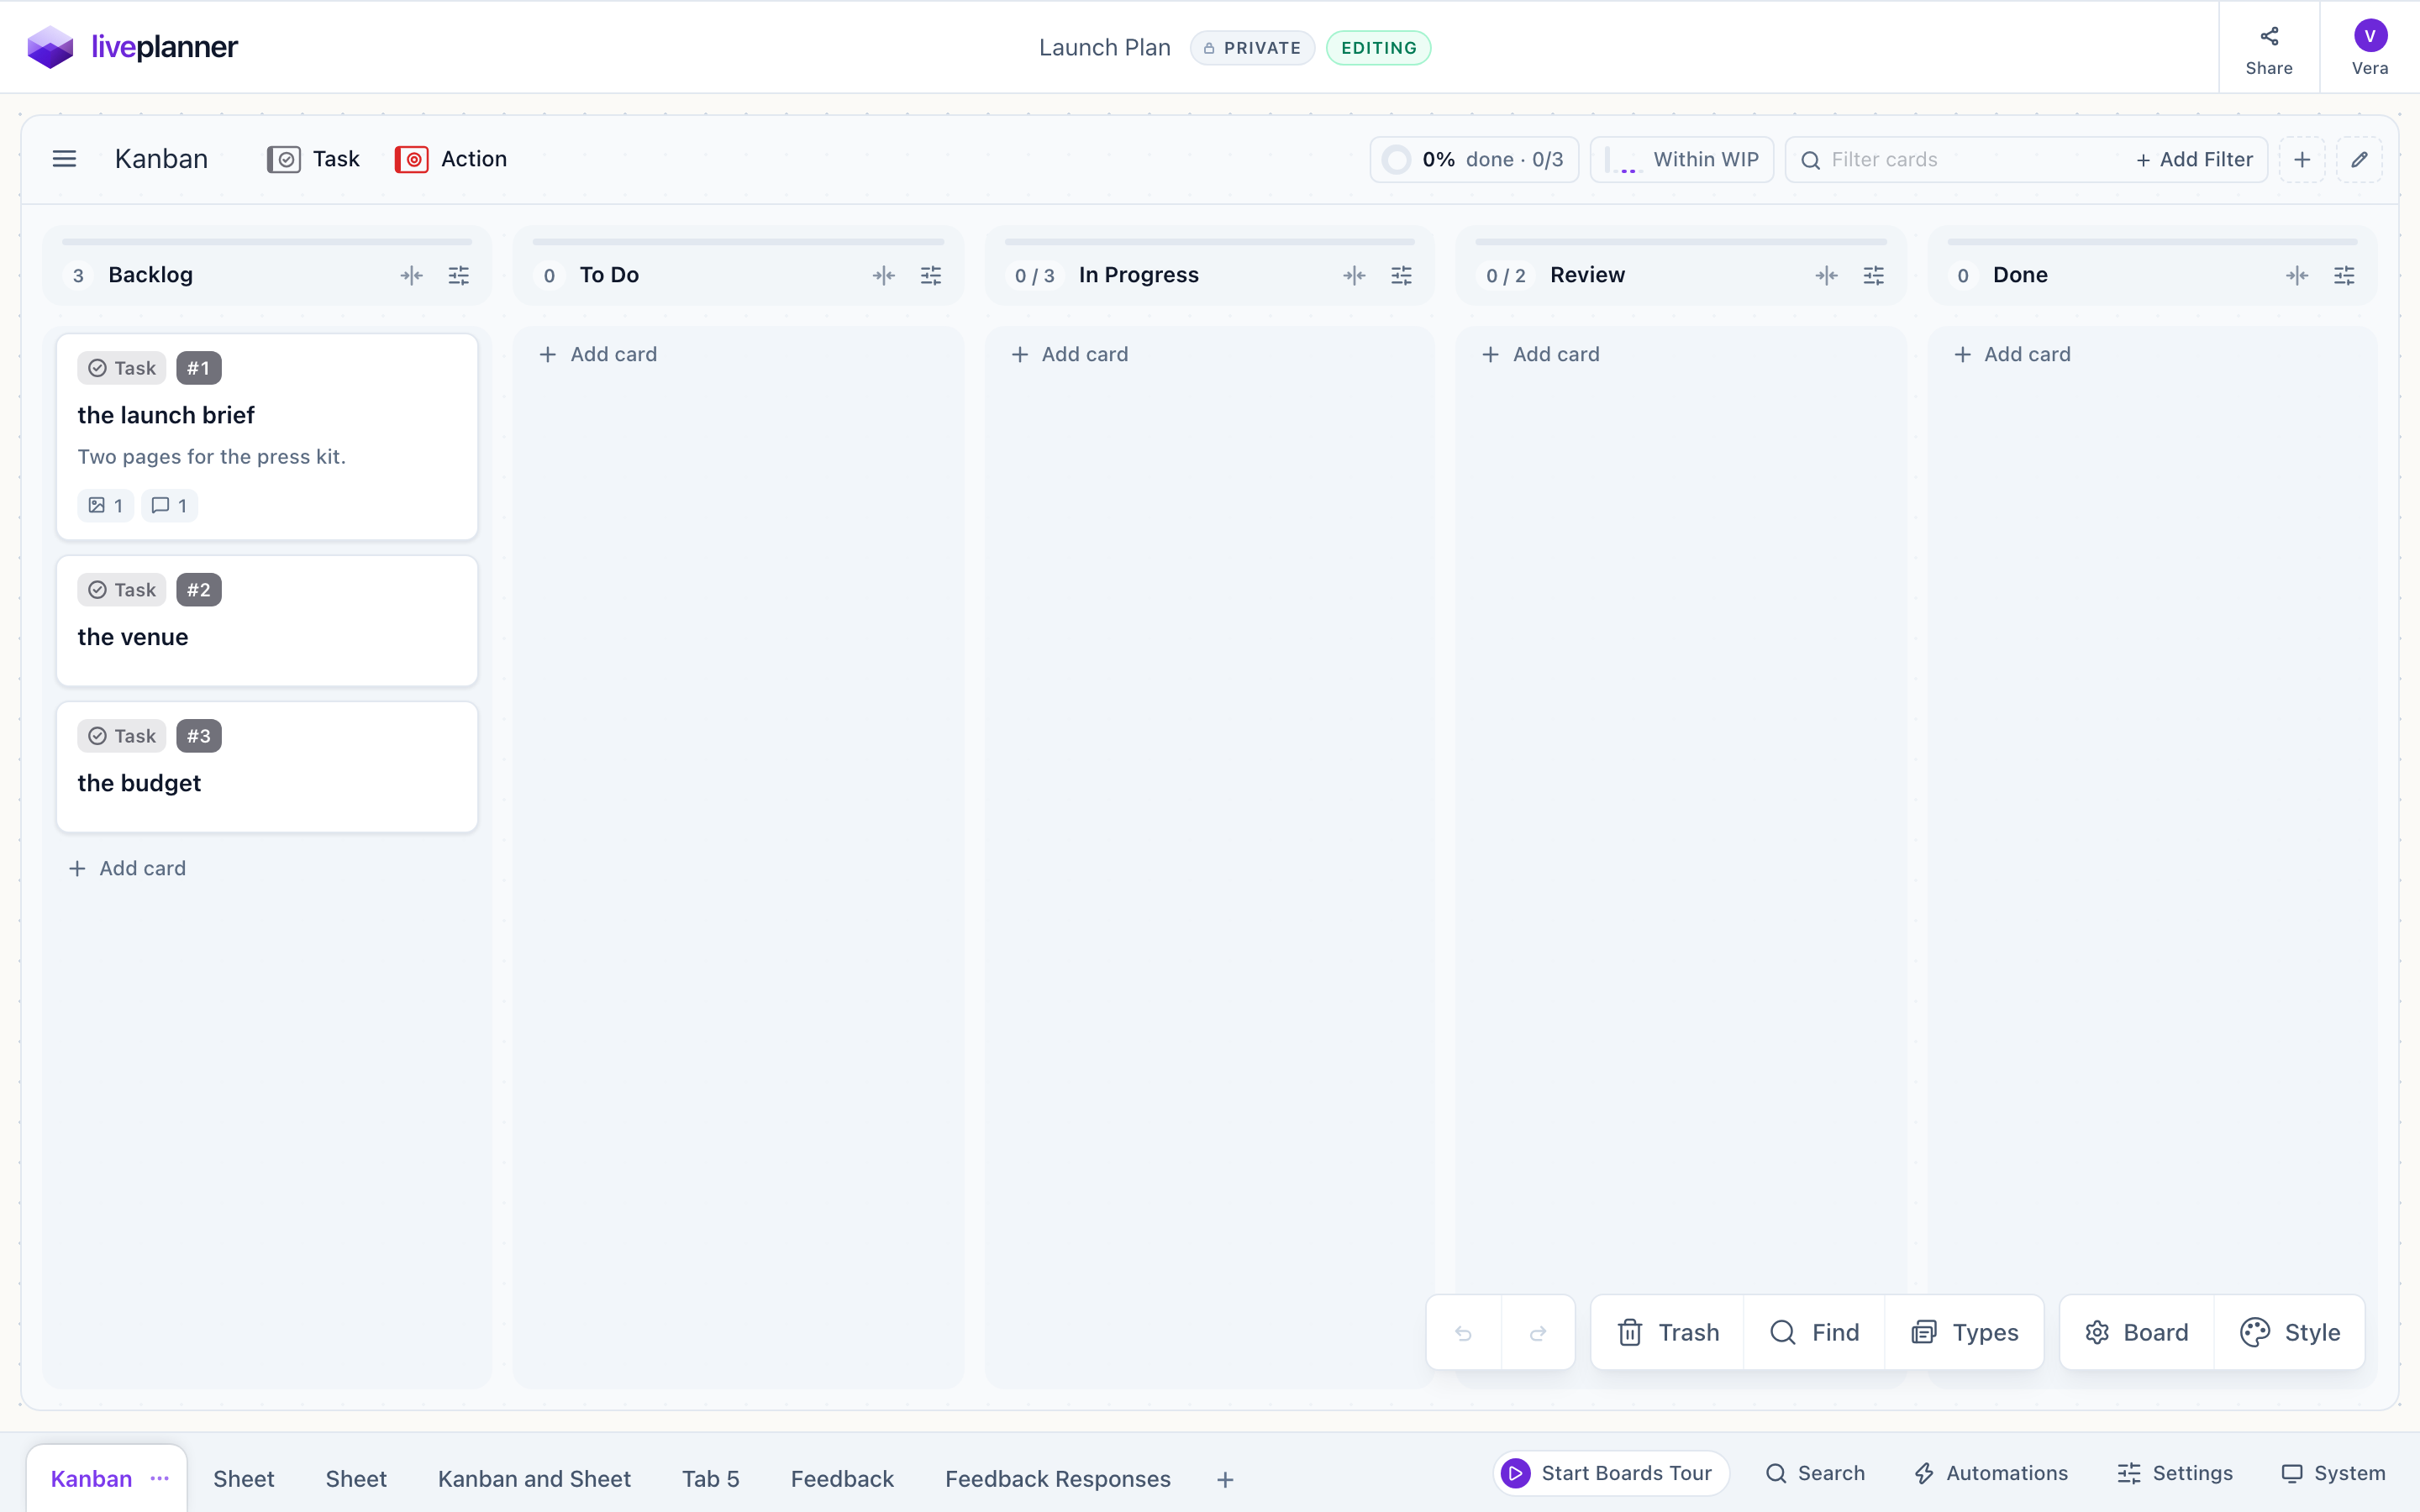 liveplanner
Launch Plan PRIVATE EDITING
Share
V
Vera
Kanban Task Action
0% done · 0/3
Within WIP
Filter cards
+ Add Filter
3 Backlog
0 To Do
0 / 3 In Progress
0 / 2 Review
0 Done
Task #1
the launch brief
Two pages for the press kit.
1 1
Task #2
the venue
Task #3
the budget
+ Add card
+ Add card
+ Add card
+ Add card
+ Add card
Trash Find Types Board Style
Kanban ··· Sheet Sheet Kanban and Sheet Tab 5 Feedback Feedback Responses +
Start Boards Tour Search Automations Settings System